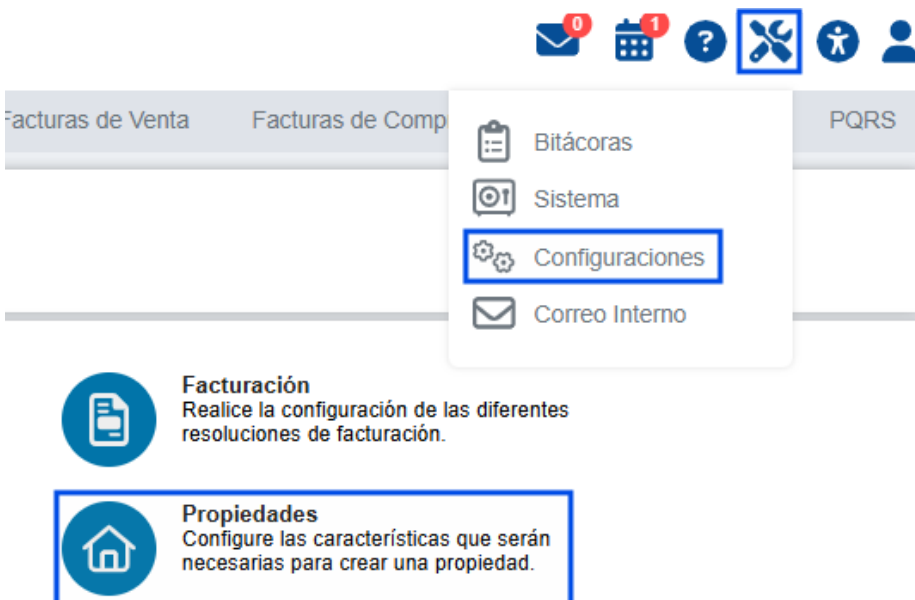 0
1
?
Facturas de Venta
Facturas de Comp
PQRS
Bitácoras
Sistema
Configuraciones
Correo Interno
Facturación
Realice la configuración de las diferentes
resoluciones de facturación.
Propiedades
Configure las características que serán
necesarias para crear una propiedad.